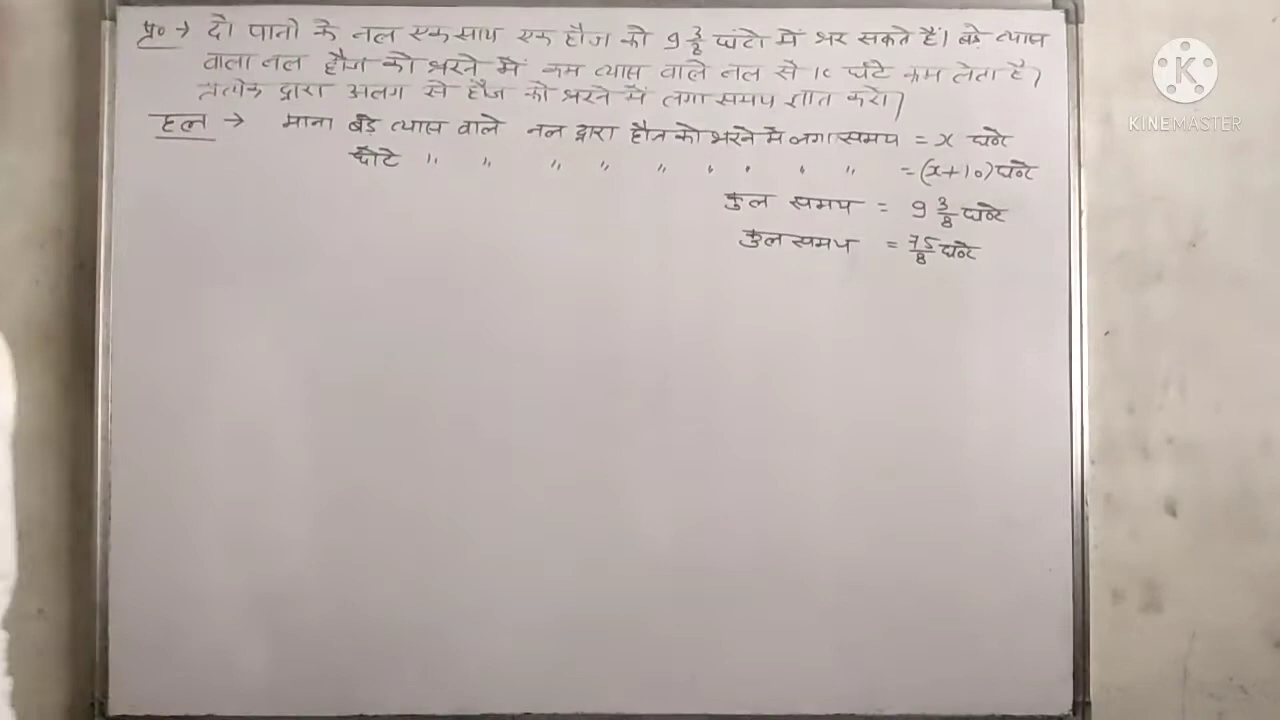 प्र० → दो पानी के नल एक साथ एक हौज को 9 3/8 घंटो में भर सकते हैं। बड़े व्यास
वाला नल हौज को भरने में कम व्यास वाले नल से 10 घंटे कम लेता है।
प्रत्येक द्वारा अलग से हौज को भरने में लगा समय ज्ञात करो।
हल → माना बड़े व्यास वाले नल द्वारा हौज को भरने में लगा समय = x घण्टे
छोटे " " " " " " " " " = (x+10) घण्टे
कुल समय = 9 3/8 घण्टे
कुल समय = 75/8 घण्टे
K
KINEMASTER